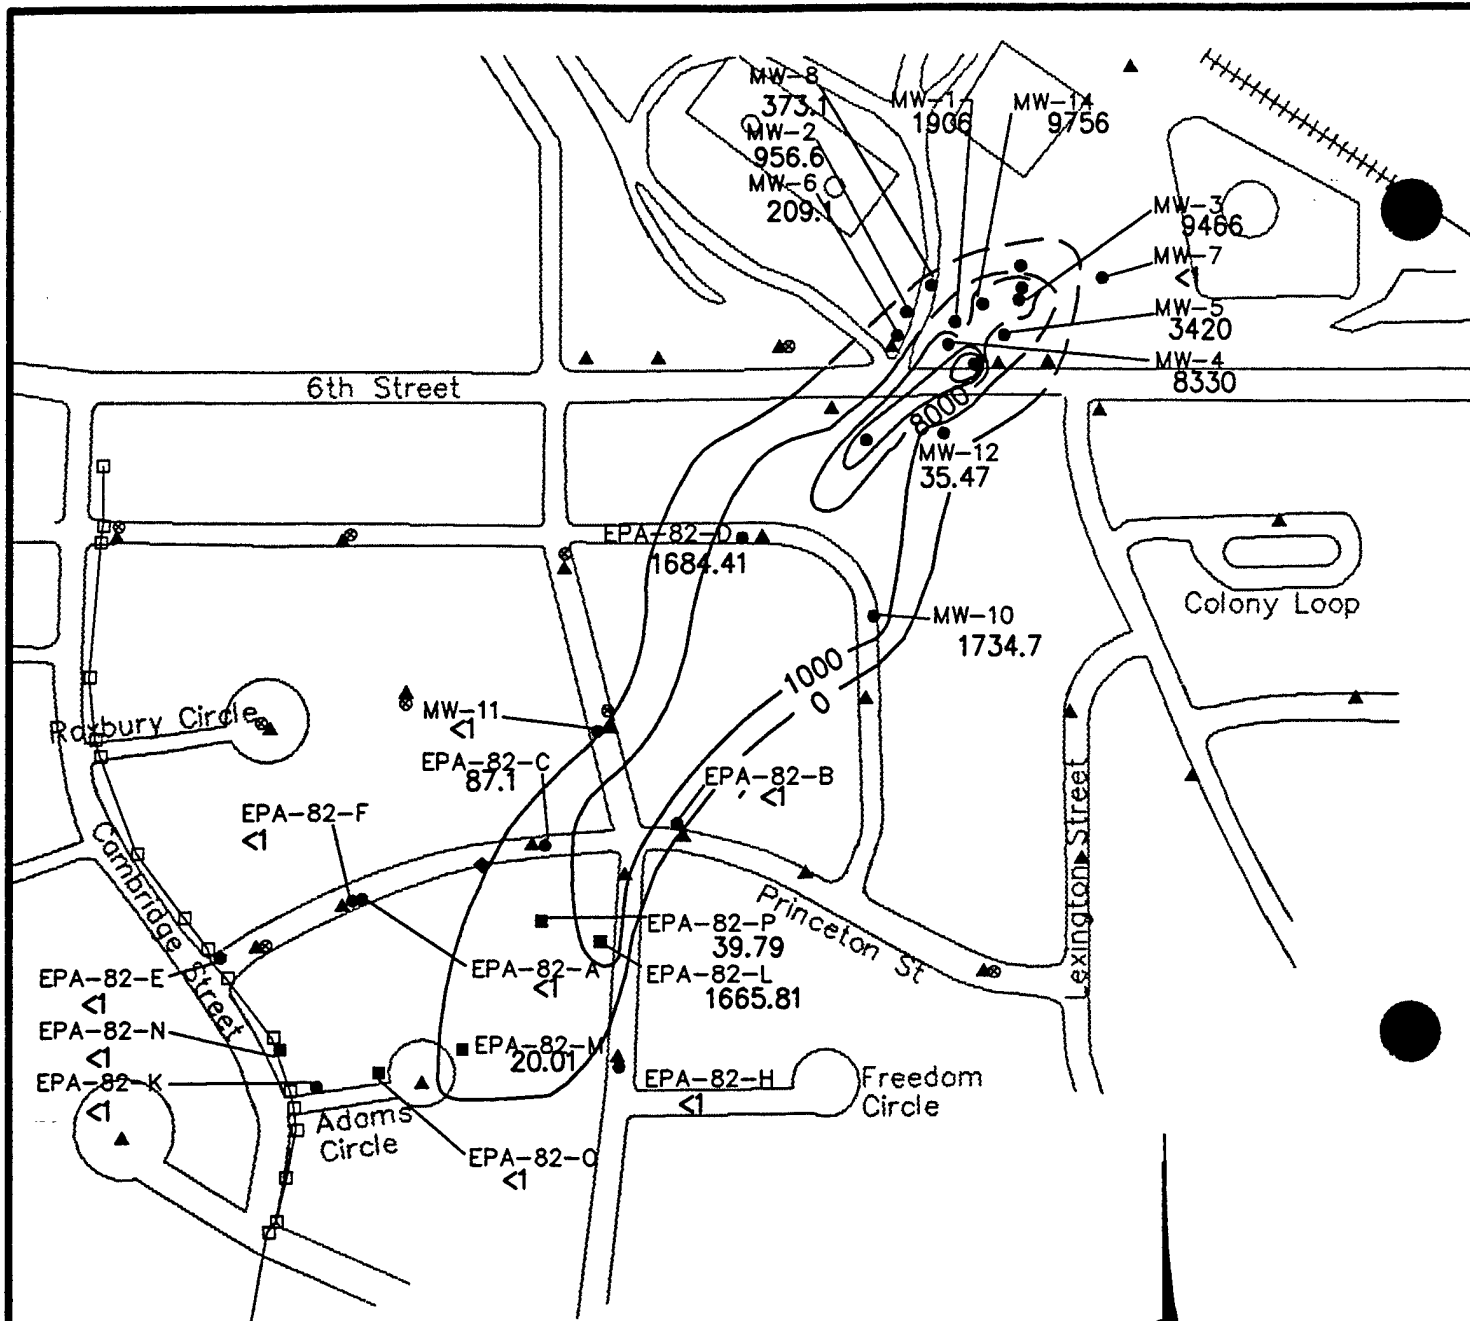 MW-8
373.1
MW-1
1906
MW-14
9756
MW-2
956.6
MW-6
209.1
MW-3
9466
MW-7
<1
MW-5
3420
MW-4
8330
6th Street
8000
MW-12
35.47
EPA-82-D
1684.41
Colony Loop
MW-10
1734.7
1000
0
Roxbury Circle
MW-11
<1
EPA-82-C
87.1
EPA-82-B
<1
EPA-82-F
<1
Cambridge Street
Princeton St
Lexington Street
EPA-82-P
39.79
EPA-82-A
<1
EPA-82-L
1665.81
EPA-82-E
<1
EPA-82-N
<1
EPA-82-M
20.01
EPA-82-K
<1
EPA-82-H
<1
Freedom
Circle
Adams
Circle
EPA-82-O
<1